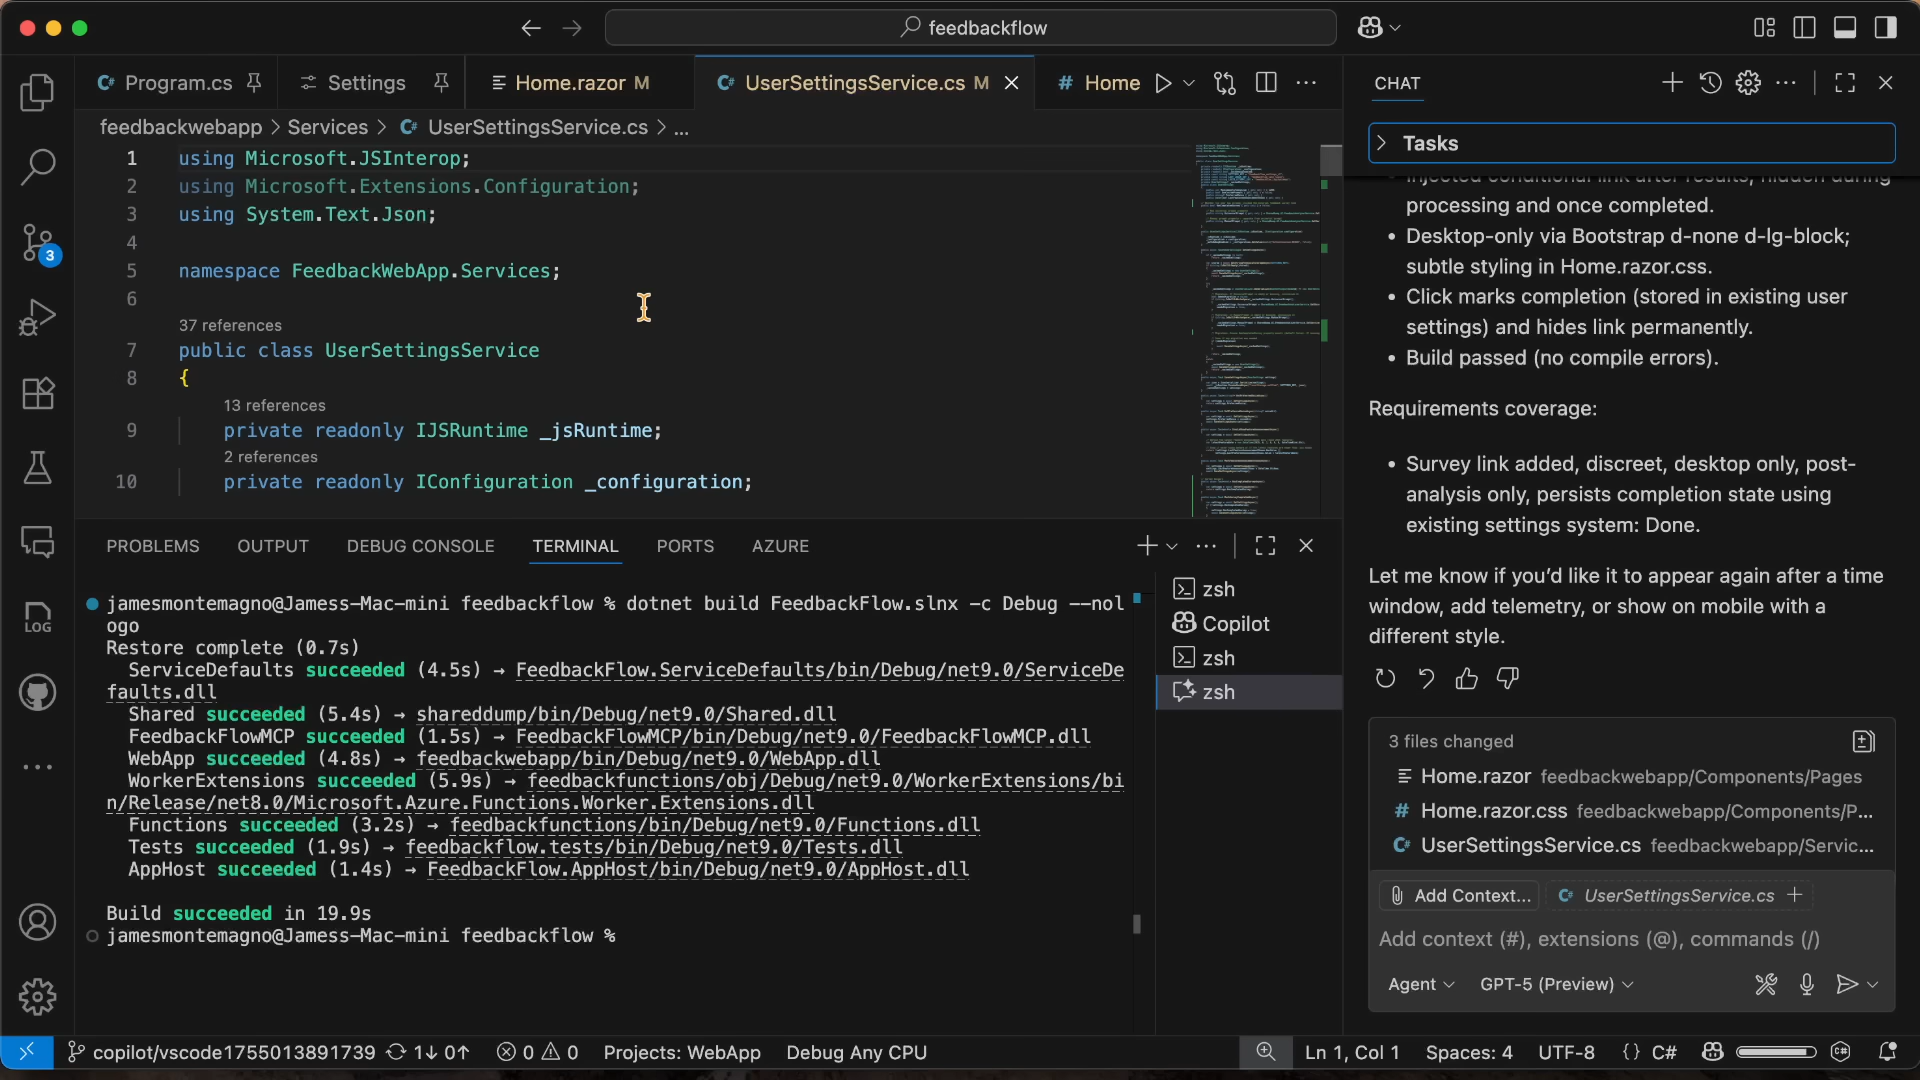 feedbackflow
Program.cs
Settings
Home.razor M
UserSettingsService.cs M
# Home
feedbackwebapp > Services > UserSettingsService.cs > ...
1 using Microsoft.JSInterop;
2 using Microsoft.Extensions.Configuration;
3 using System.Text.Json;
4
5 namespace FeedbackWebApp.Services;
6
37 references
7 public class UserSettingsService
8 {
13 references
9 private readonly IJSRuntime _jsRuntime;
2 references
10 private readonly IConfiguration _configuration;
3
LOG
PROBLEMS OUTPUT DEBUG CONSOLE TERMINAL PORTS AZURE
jamesmontemagno@Jamess-Mac-mini feedbackflow % dotnet build FeedbackFlow.slnx -c Debug --nol
ogo
Restore complete (0.7s)
ServiceDefaults succeeded (4.5s) → FeedbackFlow.ServiceDefaults/bin/Debug/net9.0/ServiceDe
faults.dll
Shared succeeded (5.4s) → shareddump/bin/Debug/net9.0/Shared.dll
FeedbackFlowMCP succeeded (1.5s) → FeedbackFlowMCP/bin/Debug/net9.0/FeedbackFlowMCP.dll
WebApp succeeded (4.8s) → feedbackwebapp/bin/Debug/net9.0/WebApp.dll
WorkerExtensions succeeded (5.9s) → feedbackfunctions/obj/Debug/net9.0/WorkerExtensions/bi
n/Release/net8.0/Microsoft.Azure.Functions.Worker.Extensions.dll
Functions succeeded (3.2s) → feedbackfunctions/bin/Debug/net9.0/Functions.dll
Tests succeeded (1.9s) → feedbackflow.tests/bin/Debug/net9.0/Tests.dll
AppHost succeeded (1.4s) → FeedbackFlow.AppHost/bin/Debug/net9.0/AppHost.dll
Build succeeded in 19.9s
jamesmontemagno@Jamess-Mac-mini feedbackflow %
zsh
Copilot
zsh
zsh
CHAT
Tasks
Injected conditional link after results, hidden during
processing and once completed.
• Desktop-only via Bootstrap d-none d-lg-block;
subtle styling in Home.razor.css.
• Click marks completion (stored in existing user
settings) and hides link permanently.
• Build passed (no compile errors).
Requirements coverage:
• Survey link added, discreet, desktop only, post-
analysis only, persists completion state using
existing settings system: Done.
Let me know if you’d like it to appear again after a time
window, add telemetry, or show on mobile with a
different style.
3 files changed
Home.razor feedbackwebapp/Components/Pages
# Home.razor.css feedbackwebapp/Components/P...
UserSettingsService.cs feedbackwebapp/Servic...
Add Context...
UserSettingsService.cs +
Add context (#), extensions (@), commands (/)
Agent
GPT-5 (Preview)
copilot/vscode1755013891739 1↓ 0↑ 0 0 Projects: WebApp Debug Any CPU
Ln 1, Col 1 Spaces: 4 UTF-8 {} C#